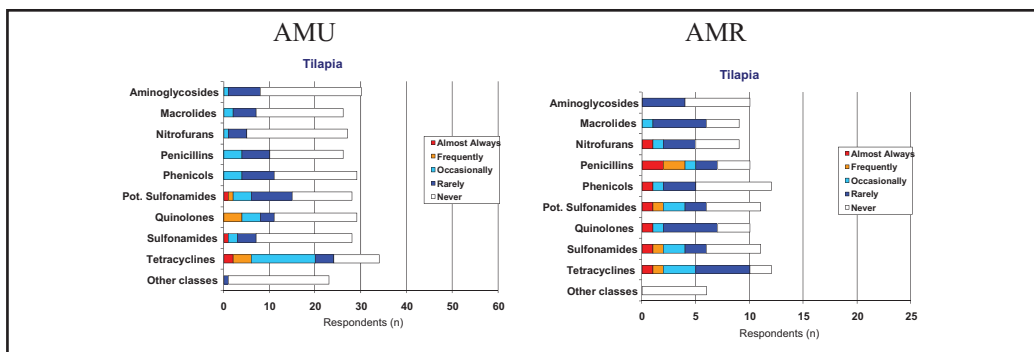 AMU
Tilapia
Aminoglycosides
Macrolides
Nitrofurans
Penicillins
Phenicols
Pot. Sulfonamides
Quinolones
Sulfonamides
Tetracyclines
Other classes
0 10 20 30 40 50 60
Respondents (n)
Almost Always
Frequently
Occasionally
Rarely
Never
AMR
Tilapia
Aminoglycosides
Macrolides
Nitrofurans
Penicillins
Phenicols
Pot. Sulfonamides
Quinolones
Sulfonamides
Tetracyclines
Other classes
0 5 10 15 20 25
Respondents (n)
Almost Always
Frequently
Occasionally
Rarely
Never